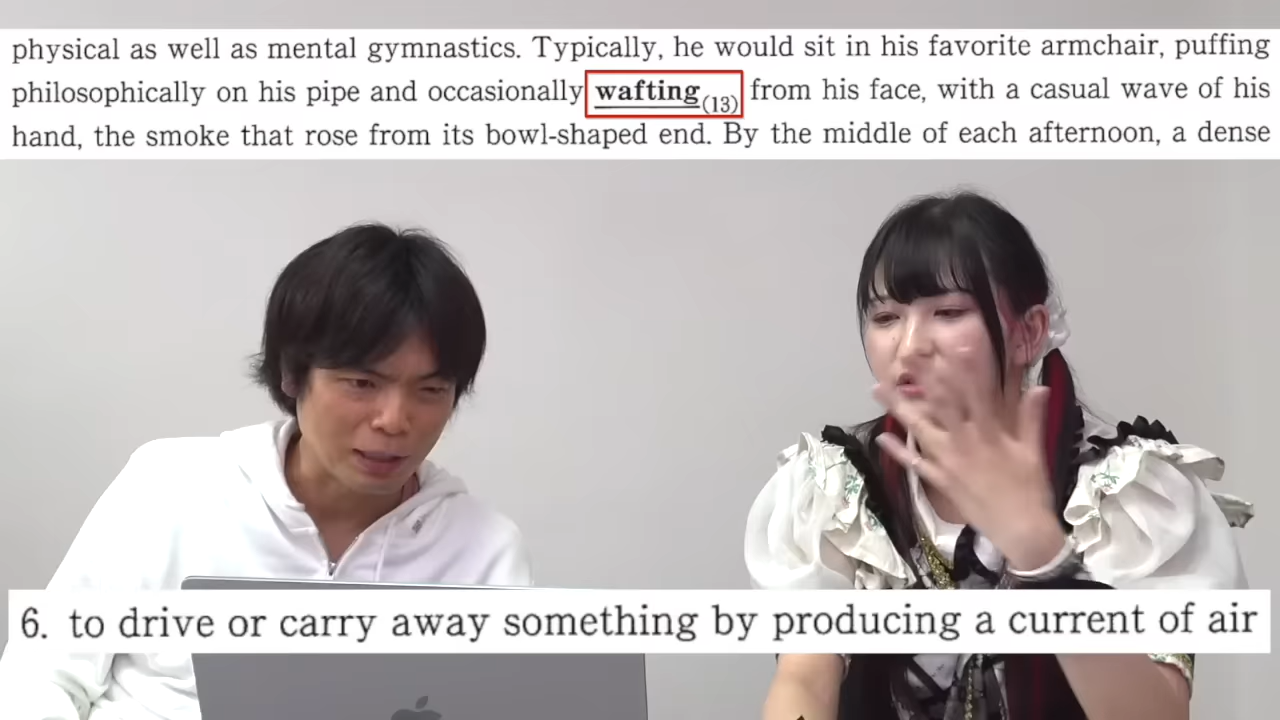 physical as well as mental gymnastics. Typically, he would sit in his favorite armchair, puffing
philosophically on his pipe and occasionally wafting(13) from his face, with a casual wave of his
hand, the smoke that rose from its bowl-shaped end. By the middle of each afternoon, a dense
6. to drive or carry away something by producing a current of air